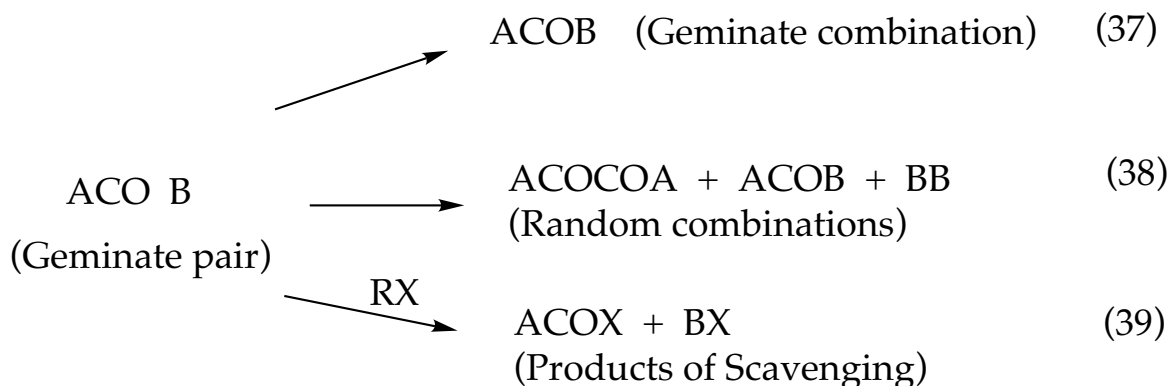 ACOB (Geminate combination) (37)
ACO B
(Geminate pair)
ACOCOA + ACOB + BB (38)
(Random combinations)
RX
ACOX + BX (39)
(Products of Scavenging)